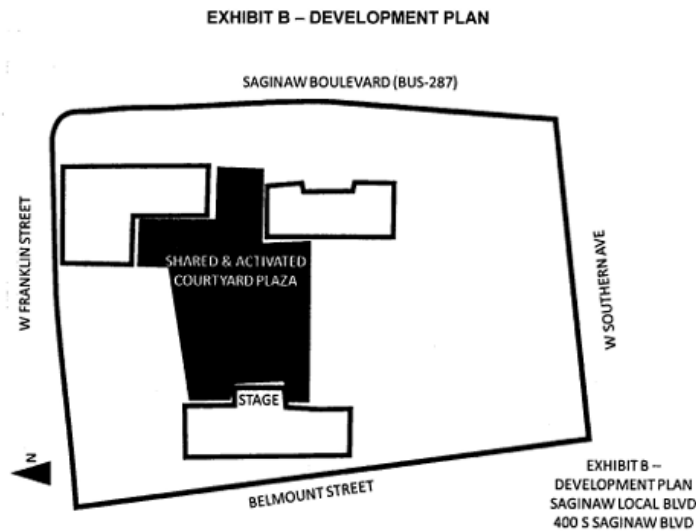 EXHIBIT B – DEVELOPMENT PLAN
SAGINAW BOULEVARD (BUS-287)
W FRANKLIN STREET
SHARED & ACTIVATED
COURTYARD PLAZA
W SOUTHERN AVE
STAGE
N
BELMOUNT STREET
EXHIBIT B –
DEVELOPMENT PLAN
SAGINAW LOCAL BLVD
400 S SAGINAW BLVD